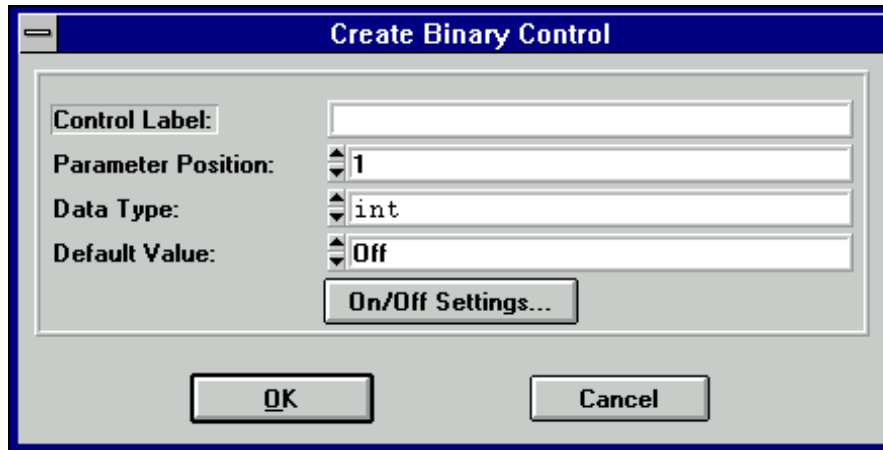 Create Binary Control
Control Label:
Parameter Position: 1
Data Type: int
Default Value: Off
On/Off Settings...
OK Cancel